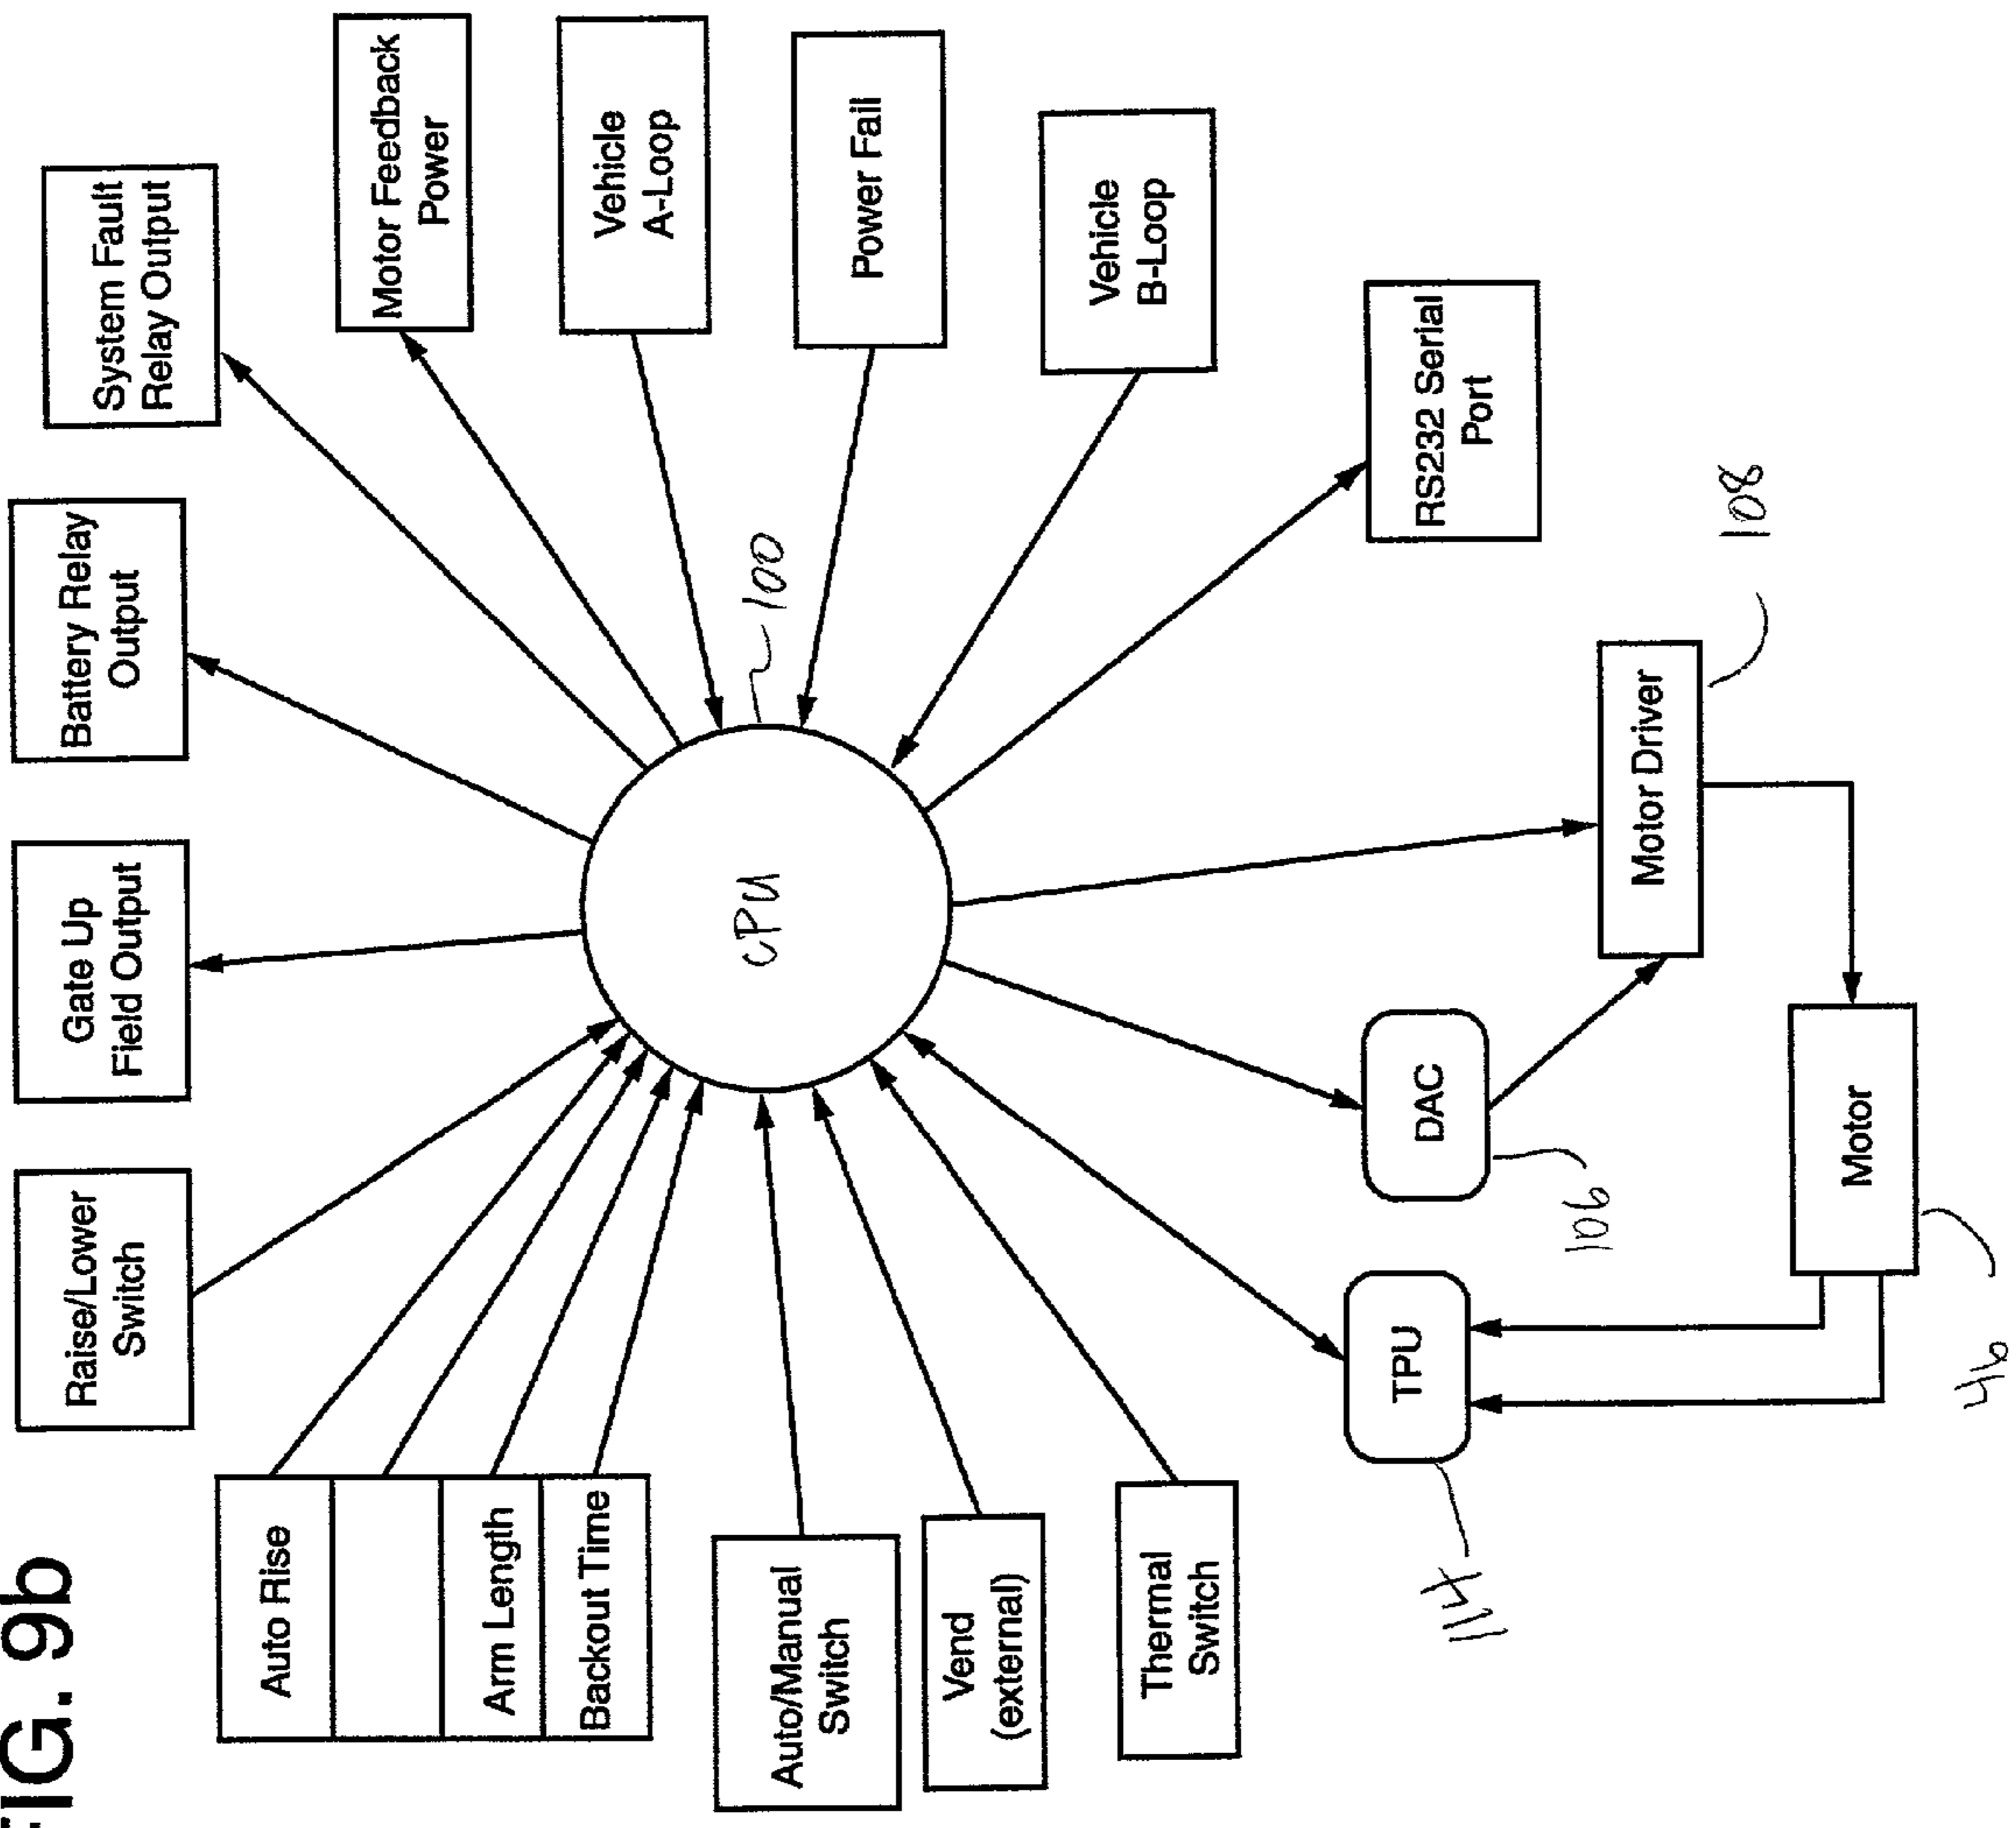 FIG. 9b
Raise/Lower
Switch
Gate Up
Field Output
Battery Relay
Output
System Fault
Relay Output
Auto Rise
Arm Length
Backout Time
Motor Feedback
Power
Vehicle
A-Loop
Auto/Manual
Switch
CPU
100
Power Fail
Vend
(external)
Vehicle
B-Loop
Thermal
Switch
RS232 Serial
Port
TPU
114
DAC
106
Motor Driver
108
Motor
46